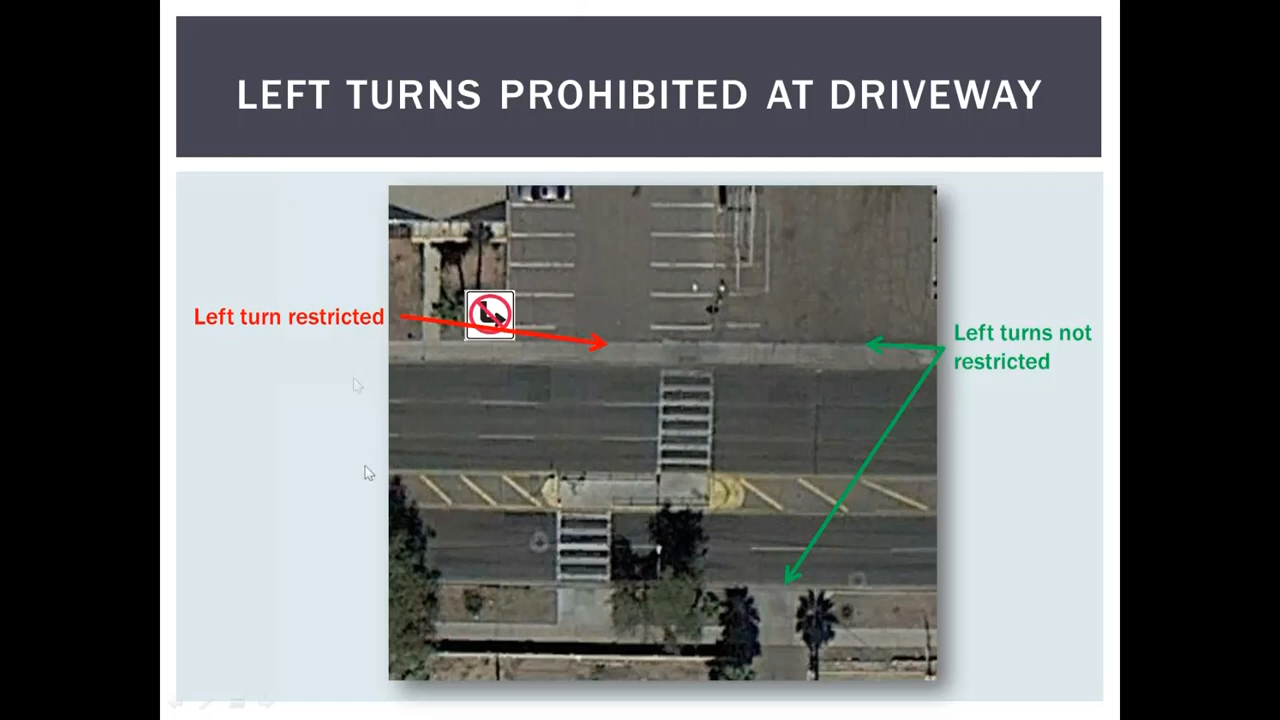 LEFT TURNS PROHIBITED AT DRIVEWAY
Left turn restricted
Left turns not
restricted